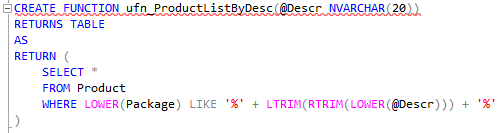 CREATE FUNCTION ufn_ProductListByDesc(@Descr NVARCHAR(20))
RETURNS TABLE
AS
RETURN (
    SELECT *
    FROM Product
    WHERE LOWER(Package) LIKE '%' + LTRIM(RTRIM(LOWER(@Descr))) + '%'
)